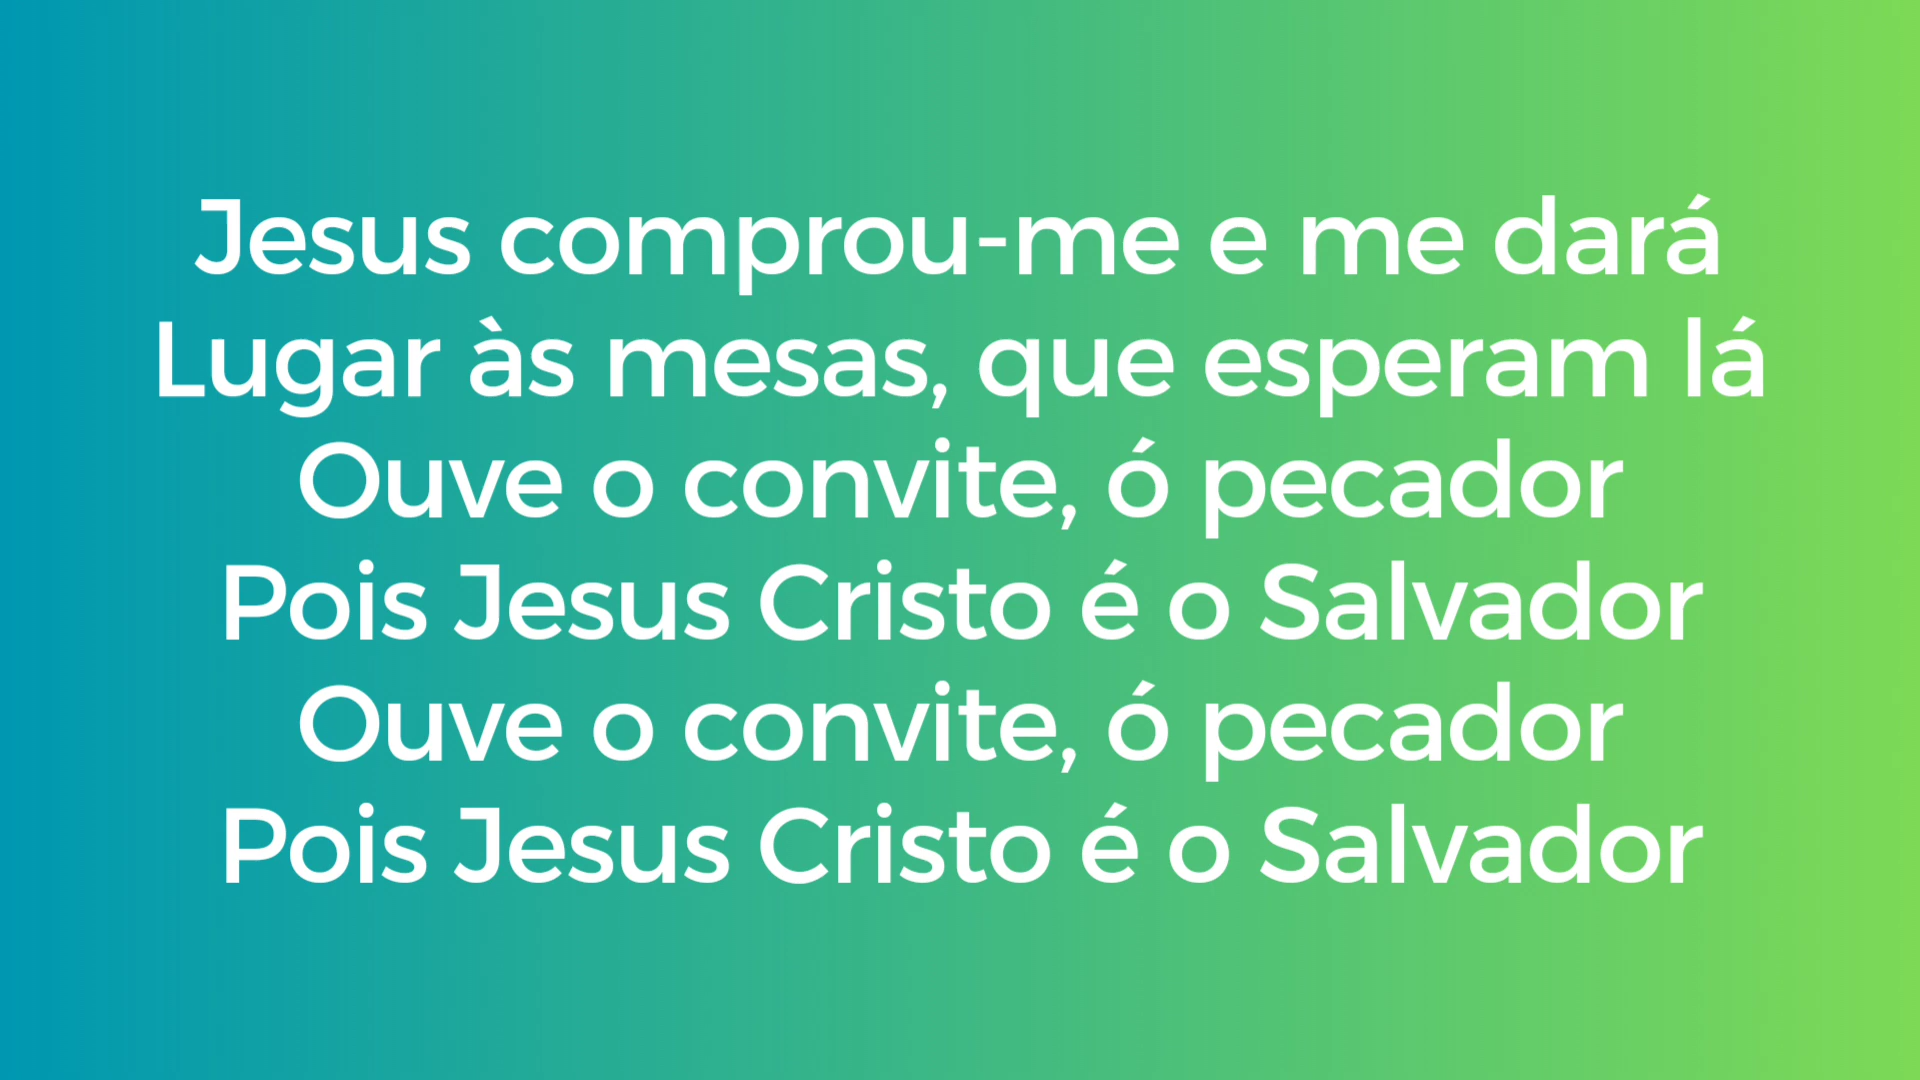 Jesus comprou-me e me dará
Lugar às mesas, que esperam lá
Ouve o convite, ó pecador
Pois Jesus Cristo é o Salvador
Ouve o convite, ó pecador
Pois Jesus Cristo é o Salvador